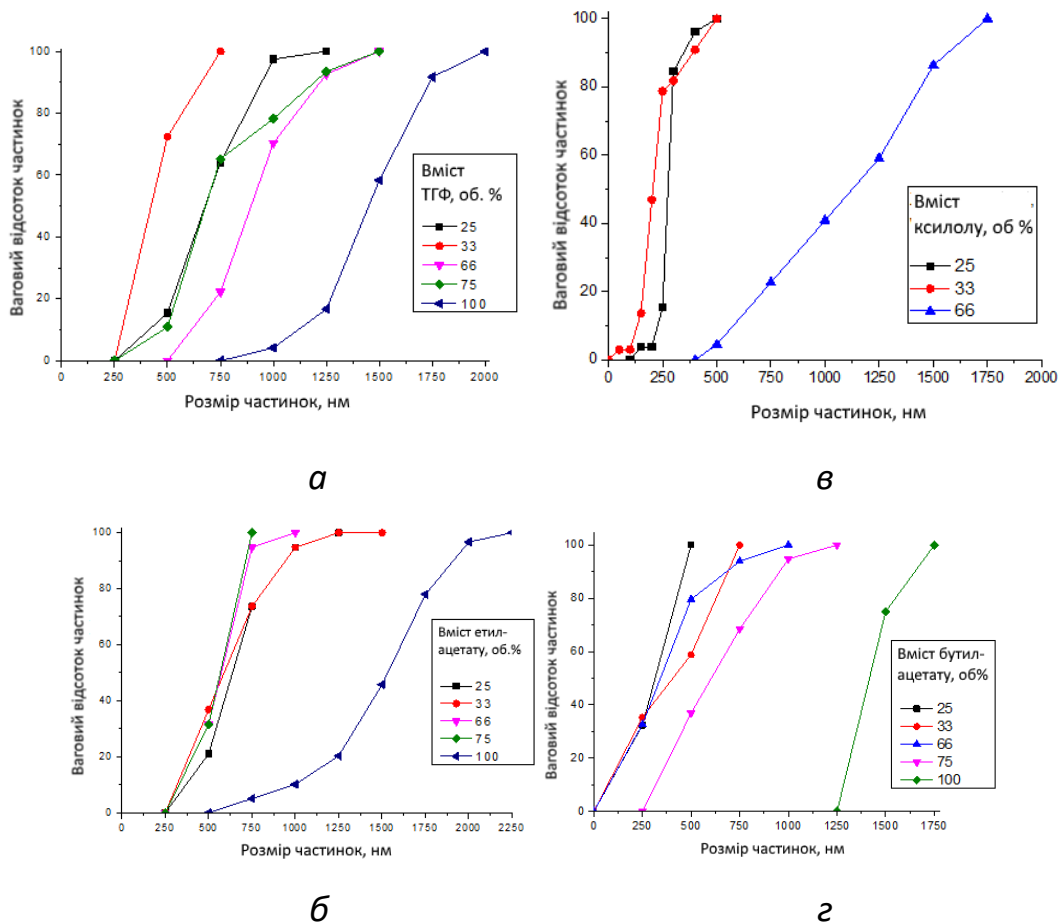 Ваговий відсоток частинок
100
80
60
40
20
0
0 250 500 750 1000 1250 1500 1750 2000
Розмір частинок, нм
Вміст
ТГФ, об. %
25
33
66
75
100
а
Ваговий відсоток частинок
100
80
60
40
20
0
0 250 500 750 1000 1250 1500 1750 2000
Розмір частинок, нм
Вміст ,
ксилолу, об %
25
33
66
в
Ваговий відсоток частинок
100
80
60
40
20
0
0 250 500 750 1000 1250 1500 1750 2000 2250
Розмір частинок, нм
Вміст етил-
ацетату, об.%
25
33
66
75
100
б
Ваговий відсоток частинок
100
80
60
40
20
0
0 250 500 750 1000 1250 1500 1750
Розмір частинок, нм
Вміст бутил-
ацетату, об%
25
33
66
75
100
г